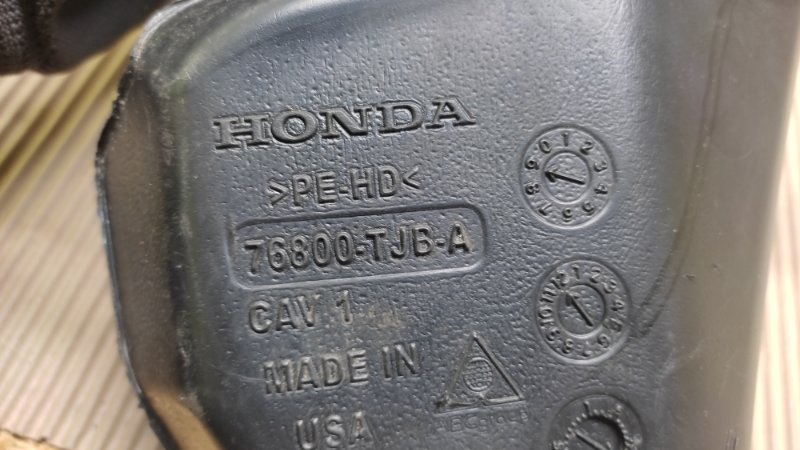 HONDA
>PE-HD<
76800-TJB-A
CAV 1
MADE IN
USA